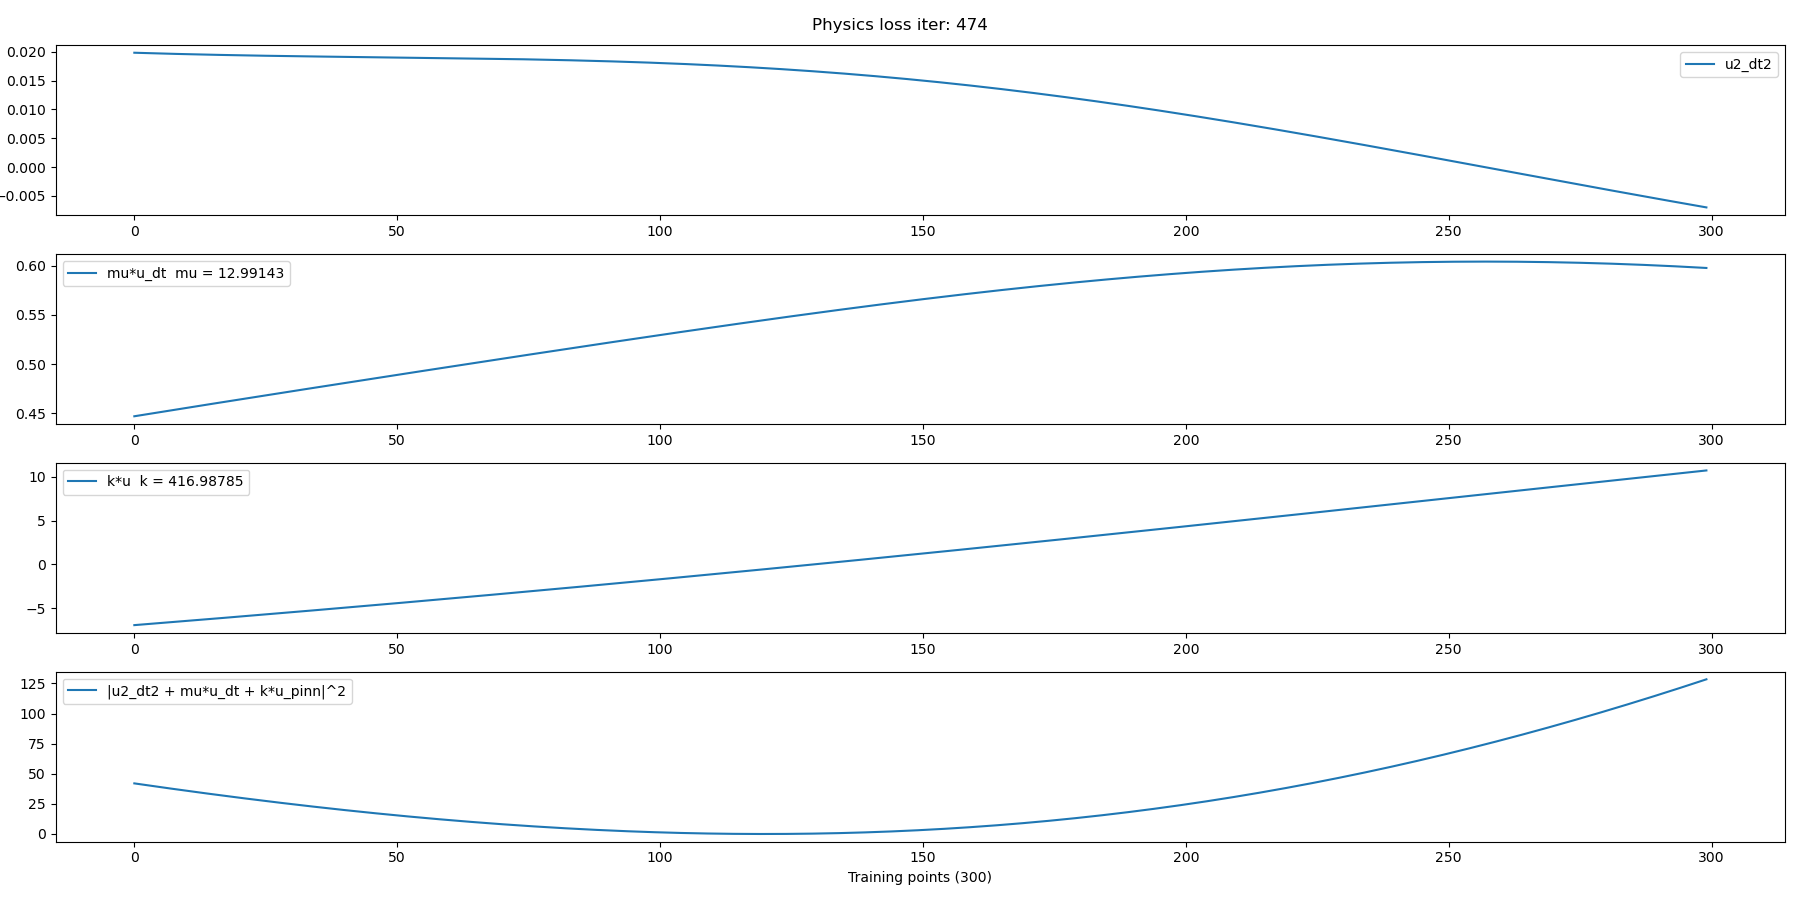 Physics loss iter: 474
0.020
0.015
0.010
0.005
0.000
−0.005
u2_dt2
0 50 100 150 200 250 300
0.60
0.55
0.50
0.45
mu*u_dt  mu = 12.99143
0 50 100 150 200 250 300
10
5
0
−5
k*u  k = 416.98785
0 50 100 150 200 250 300
125
100
75
50
25
0
|u2_dt2 + mu*u_dt + k*u_pinn|^2
0 50 100 150 200 250 300
Training points (300)